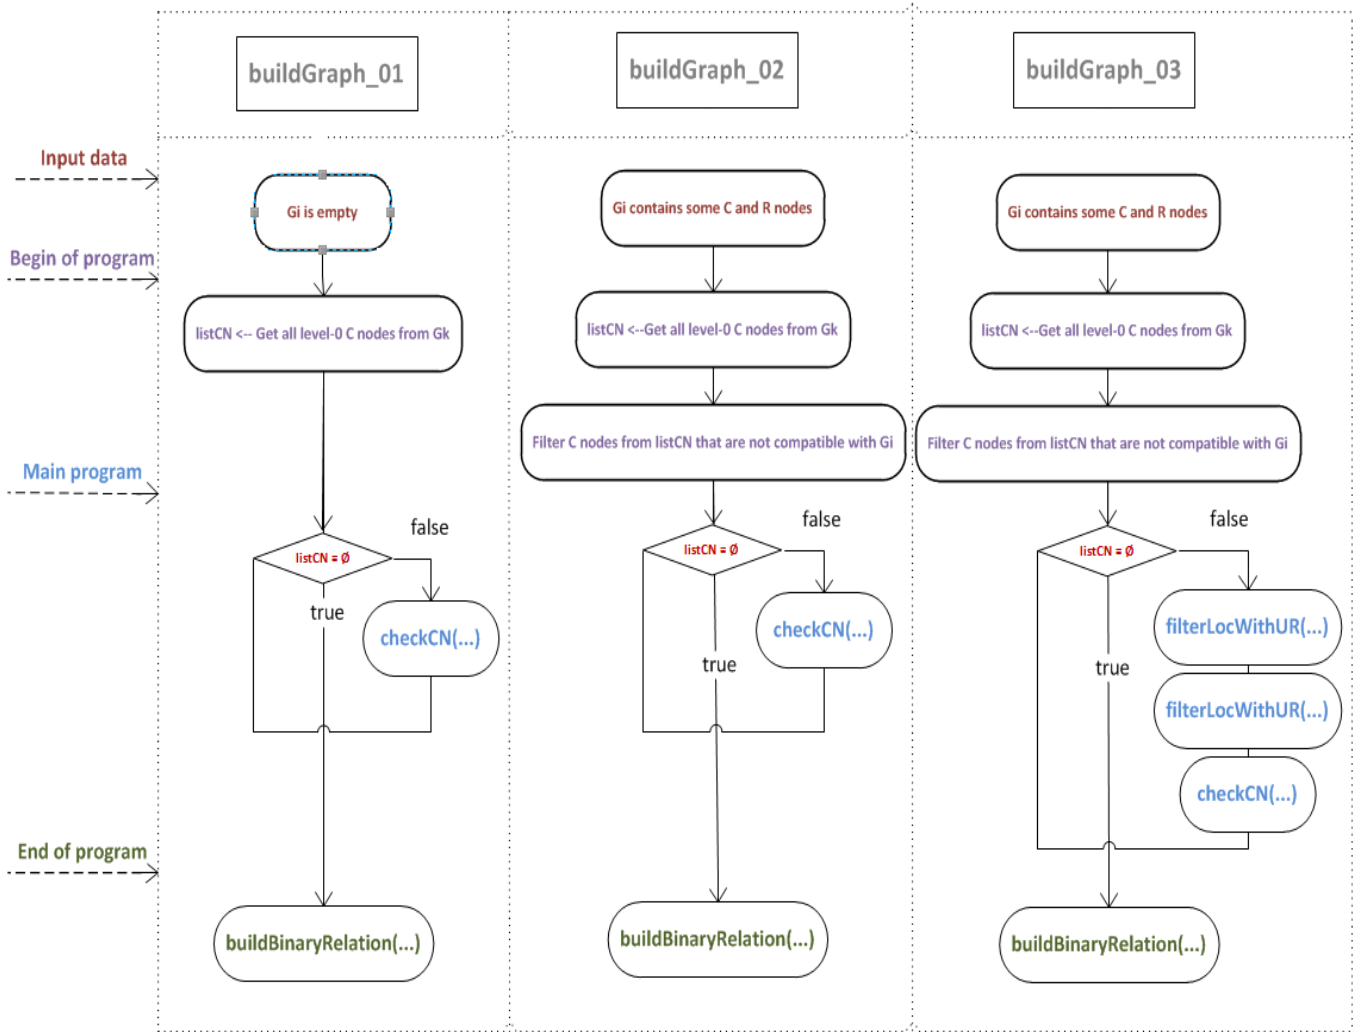 buildGraph_01
buildGraph_02
buildGraph_03
Input data
Begin of program
Main program
End of program
Gi is empty
listCN <-- Get all level-0 C nodes from Gk
listCN = Ø
false
true
checkCN(...)
buildBinaryRelation(...)
Gi contains some C and R nodes
listCN <--Get all level-0 C nodes from Gk
Filter C nodes from listCN that are not compatible with Gi
listCN = Ø
false
true
checkCN(...)
buildBinaryRelation(...)
Gi contains some C and R nodes
listCN <--Get all level-0 C nodes from Gk
Filter C nodes from listCN that are not compatible with Gi
listCN = Ø
false
true
filterLocWithUR(...)
filterLocWithUR(...)
checkCN(...)
buildBinaryRelation(...)